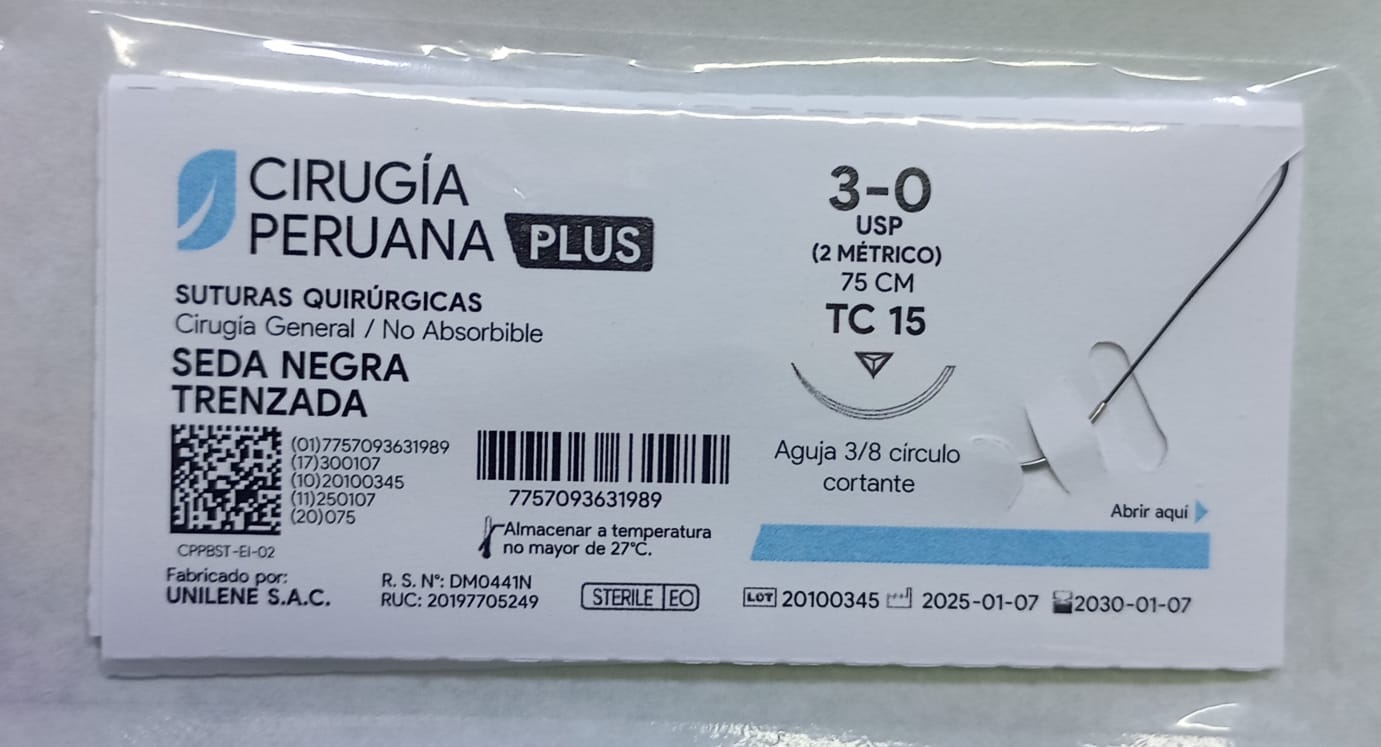 CIRUGÍA
PERUANA PLUS
SUTURAS QUIRÚRGICAS
Cirugía General / No Absorbible
SEDA NEGRA
TRENZADA
(01)7757093631989
(17)300107
(10)20100345
(11)250107
(20)075
CPPBST-EI-02
7757093631989
Almacenar a temperatura
no mayor de 27°C.
Fabricado por:
UNILENE S.A.C.
R. S. N°: DM0441N
RUC: 20197705249
STERILE EO
3-0
USP
(2 MÉTRICO)
75 CM
TC 15
Aguja 3/8 círculo
cortante
Abrir aquí
LOT 20100345 2025-01-07 2030-01-07